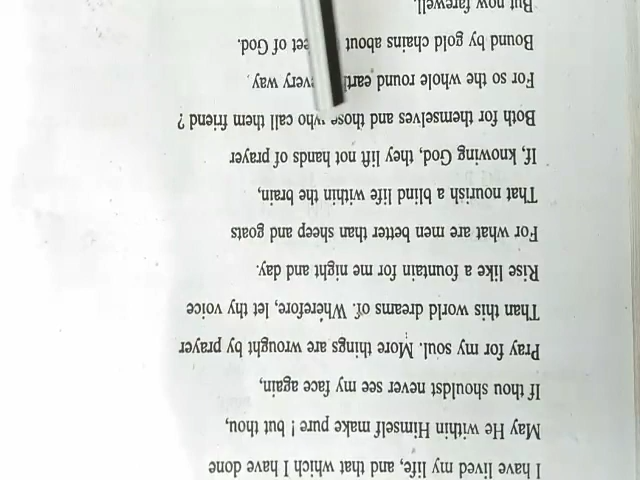 I have lived my life, and that which I have done
May He within Himself make pure ! but thou,
If thou shouldst never see my face again,
Pray for my soul. More things are wrought by prayer
Than this world dreams of. Wherefore, let thy voice
Rise like a fountain for me night and day.
For what are men better than sheep and goats
That nourish a blind life within the brain,
If, knowing God, they lift not hands of prayer
Both for themselves and those who call them friend ?
For so the whole round earth every way
Bound by gold chains about feet of God.
But now farewell.